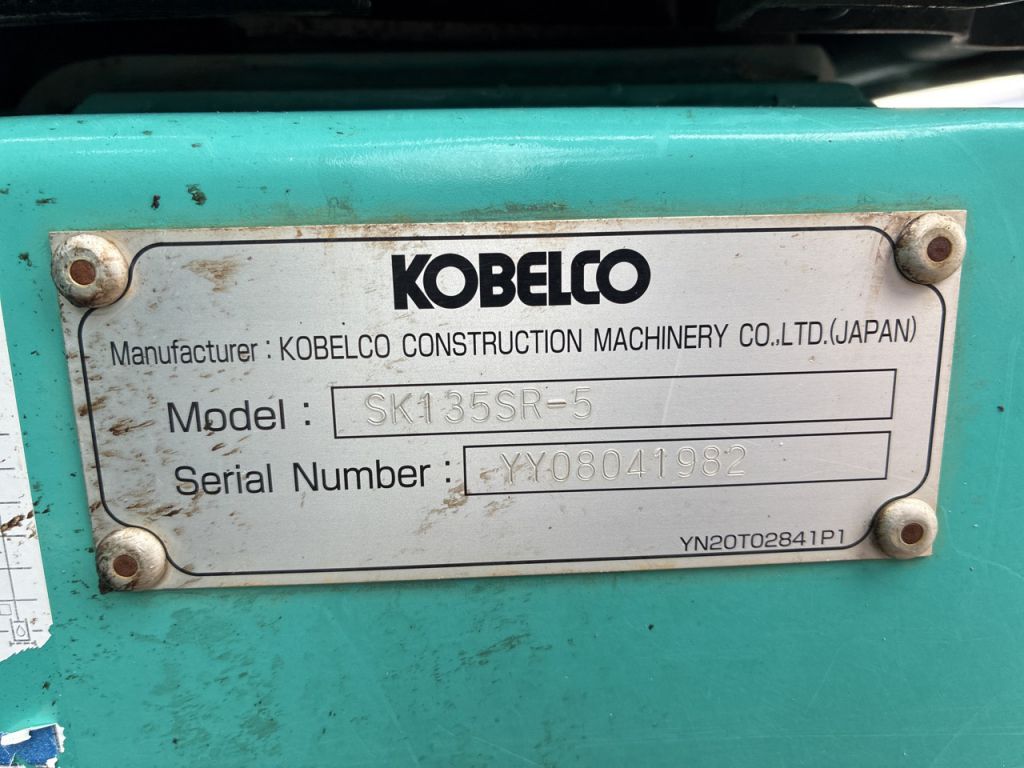 KOBELCO
Manufacturer : KOBELCO CONSTRUCTION MACHINERY CO.,LTD.(JAPAN)
Model : SK135SR-5
Serial Number : YY08041982
YN20T02841P1